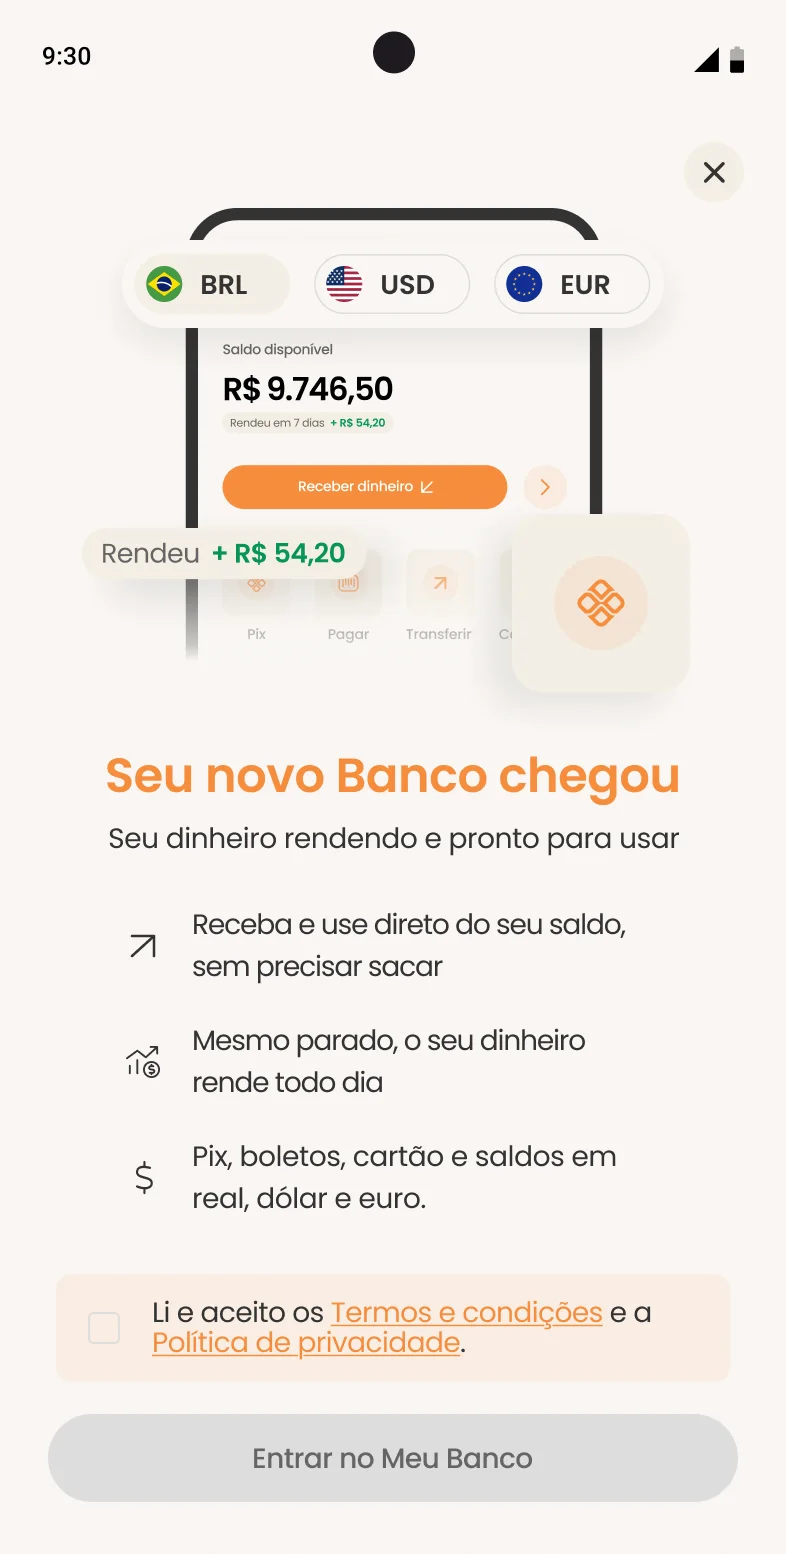 9:30
BRL
USD
EUR
Saldo disponível
R$ 9.746,50
Rendeu em 7 dias + R$ 54,20
Receber dinheiro
Rendeu + R$ 54,20
Pix
Pagar
Transferir
Seu novo Banco chegou
Seu dinheiro rendendo e pronto para usar
Receba e use direto do seu saldo,
sem precisar sacar
Mesmo parado, o seu dinheiro
rende todo dia
Pix, boletos, cartão e saldos em
real, dólar e euro.
Li e aceito os Termos e condições e a
Política de privacidade.
Entrar no Meu Banco